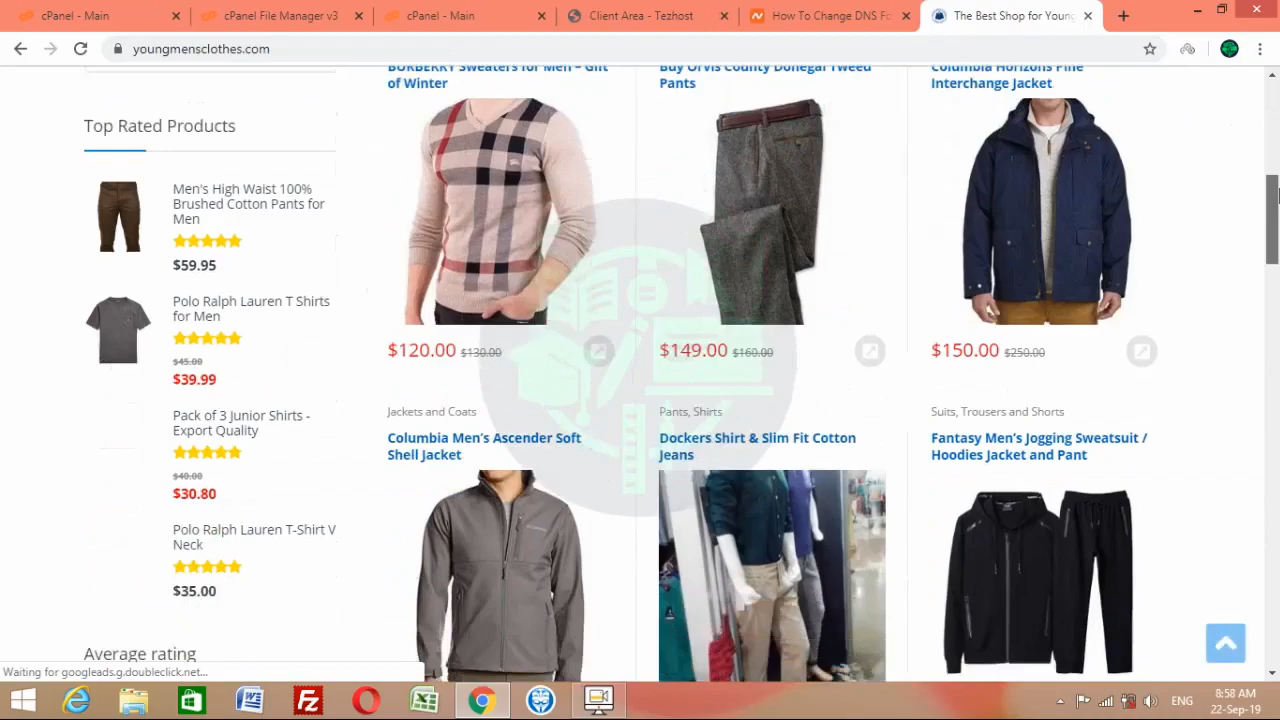 cPanel - Main
cPanel File Manager v3
cPanel - Main
Client Area - Tezhost
How To Change DNS Fo
The Best Shop for Young
youngmensclothes.com
BURBERRY Sweaters for Men – Gift
of Winter
Buy Orvis County Donegal Tweed
Pants
Columbia Horizons Pine
Interchange Jacket
Top Rated Products
Men's High Waist 100%
Brushed Cotton Pants for
Men
$59.95
Polo Ralph Lauren T Shirts
for Men
$45.00
$39.99
Pack of 3 Junior Shirts -
Export Quality
$40.00
$30.80
Polo Ralph Lauren T-Shirt V
Neck
$35.00
Average rating
$120.00 $130.00
$149.00 $160.00
$150.00 $250.00
Jackets and Coats
Columbia Men’s Ascender Soft
Shell Jacket
Pants, Shirts
Dockers Shirt & Slim Fit Cotton
Jeans
Suits, Trousers and Shorts
Fantasy Men’s Jogging Sweatsuit /
Hoodies Jacket and Pant
Waiting for googleads.g.doubleclick.net...
ENG
8:58 AM
22-Sep-19